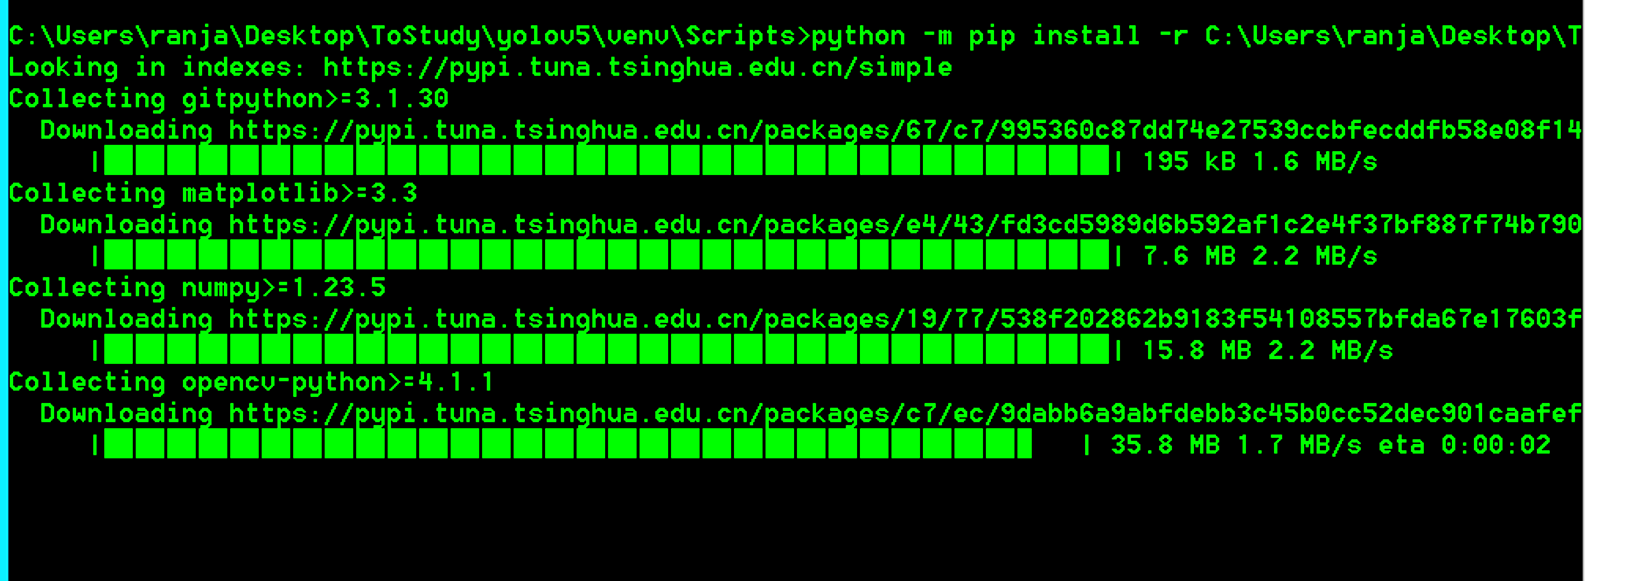 C:\Users\ranja\Desktop\ToStudy\yolov5\venv\Scripts>python -m pip install -r C:\Users\ranja\Desktop\T
Looking in indexes: https://pypi.tuna.tsinghua.edu.cn/simple
Collecting gitpython>=3.1.30
Downloading https://pypi.tuna.tsinghua.edu.cn/packages/67/c7/995360c87dd74e27539ccbfecddfb58e08f14
| 195 kB 1.6 MB/s
Collecting matplotlib>=3.3
Downloading https://pypi.tuna.tsinghua.edu.cn/packages/e4/43/fd3cd5989d6b592af1c2e4f37bf887f74b790
| 7.6 MB 2.2 MB/s
Collecting numpy>=1.23.5
Downloading https://pypi.tuna.tsinghua.edu.cn/packages/19/77/538f202862b9183f54108557bfda67e17603f
| 15.8 MB 2.2 MB/s
Collecting opencv-python>=4.1.1
Downloading https://pypi.tuna.tsinghua.edu.cn/packages/c7/ec/9dabb6a9abfdebb3c45b0cc52dec901caafef
| 35.8 MB 1.7 MB/s eta 0:00:02